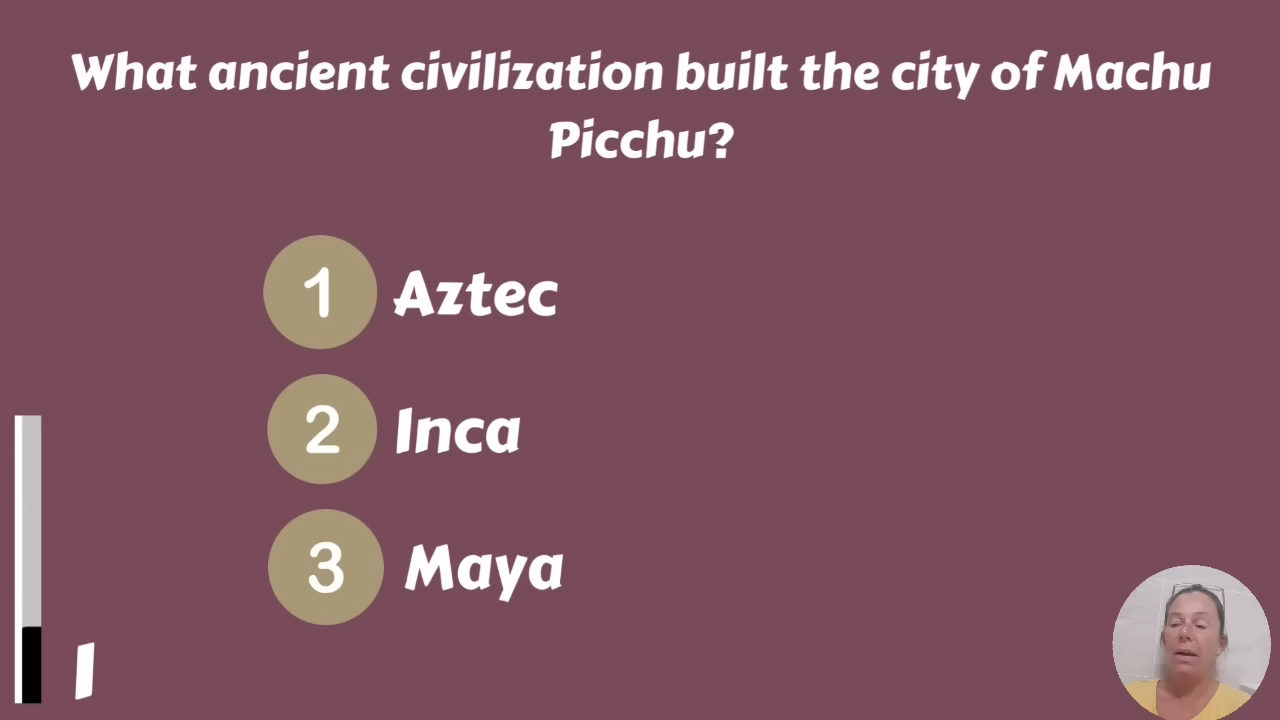 What ancient civilization built the city of Machu
Picchu?
1 Aztec
2 Inca
3 Maya
1